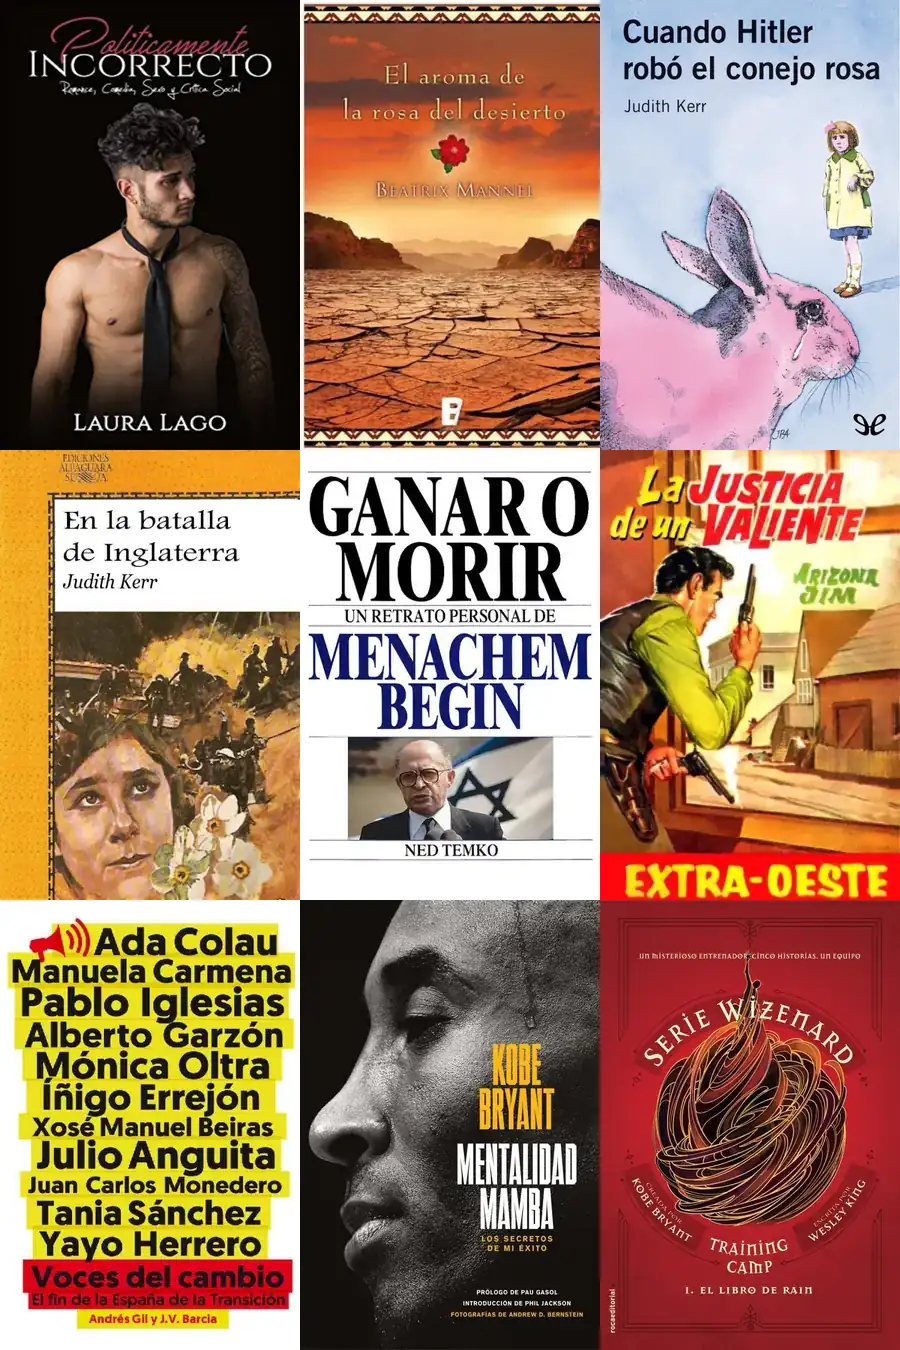 Políticamente
INCORRECTO
Romance, Comedia, Sexo y Crítica Social
LAURA LAGO
El aroma de
la rosa del desierto
BEATRIX MANNEL
B
Cuando Hitler
robó el conejo rosa
Judith Kerr
JBA
EDICIONES
ALFAGUARA
En la batalla
de Inglaterra
Judith Kerr
GANAR O
MORIR
UN RETRATO PERSONAL DE
MENACHEM
BEGIN
NED TEMKO
La JUSTICIA
de un VALIENTE
ARIZONA
JIM
EXTRA-OESTE
Ada Colau
Manuela Carmena
Pablo Iglesias
Alberto Garzón
Mónica Oltra
Íñigo Errejón
Xosé Manuel Beiras
Julio Anguita
Juan Carlos Monedero
Tania Sánchez
Yayo Herrero
Voces del cambio
El fin de la España de la Transición
Andrés Gil y J.V. Barcia
KOBE
BRYANT
MENTALIDAD
MAMBA
LOS SECRETOS
DE MI ÉXITO
PRÓLOGO DE PAU GASOL
INTRODUCCIÓN DE PHIL JACKSON
FOTOGRAFÍAS DE ANDREW D. BERNSTEIN
UN MISTERIOSO ENTRENADOR. CINCO HISTORIAS. UN EQUIPO
SERIE WIZENARD
CREADA POR
KOBE BRYANT
ESCRITA POR
WESLEY KING
TRAINING
CAMP
1. EL LIBRO DE RAIN
rocaeditorial